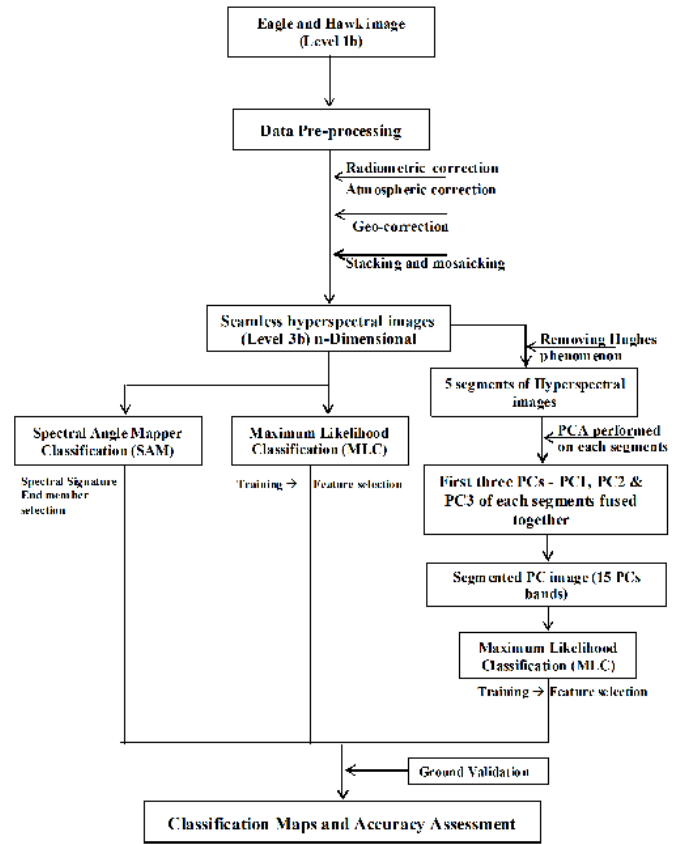 Eagle and Hawk image
(Level 1b)
Data Pre-processing
Radiometric correction
Atmospheric correction
Geo-correction
Stacking and mosaicking
Seamless hyperspectral images
(Level 3b) n-Dimensional
Removing Hughes
phenomenon
5 segments of Hyperspectral
images
Spectral Angle Mapper
Classification (SAM)
Maximum Likelihood
Classification (MLC)
PCA performed
on each segments
Spectral Signature
End member
selection
Training → Feature selection
First three PCs - PC1, PC2 &
PC3 of each segments fused
together
Segmented PC image (15 PCs
bands)
Maximum Likelihood
Classification (MLC)
Training → Feature selection
Ground Validation
Classification Maps and Accuracy Assessment